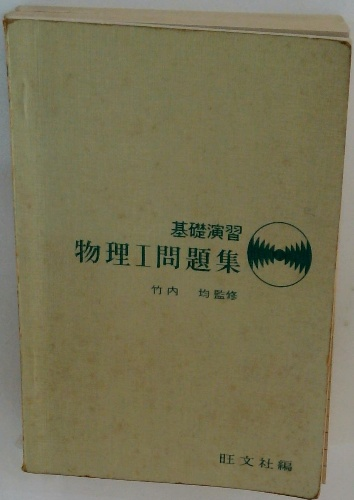 基礎演習
物理I問題集
竹内 均監修
旺文社編